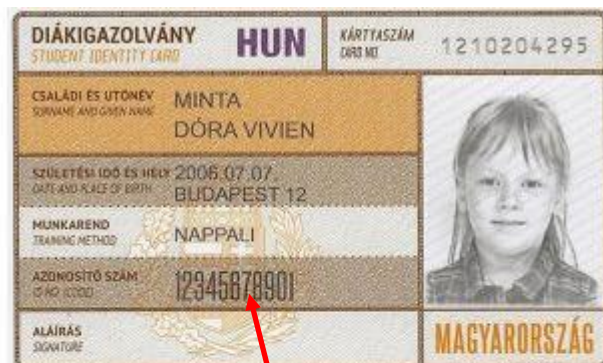 DIÁKIGAZOLVÁNY
STUDENT IDENTITY CARD
HUN
KÁRTYASZÁM
CARD NO.
1210204295
CSALÁDI ÉS UTÓNÉV
SURNAME AND GIVEN NAME
MINTA
DÓRA VIVIEN
SZÜLETÉSI IDŐ ÉS HELY
DATE AND PLACE OF BIRTH
2006.07.07.
BUDAPEST 12
MUNKAREND
TRAINING METHOD
NAPPALI
AZONOSÍTÓ SZÁM
12345678901
ALÁÍRÁS
SIGNATURE
MAGYARORSZÁG